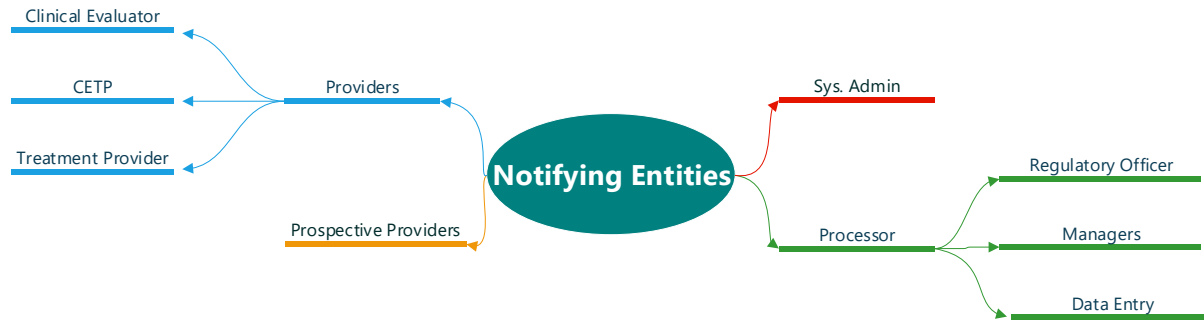 Clinical Evaluator
CETP
Providers
Treatment Provider
Prospective Providers
Notifying Entities
Sys. Admin
Processor
Regulatory Officer
Managers
Data Entry